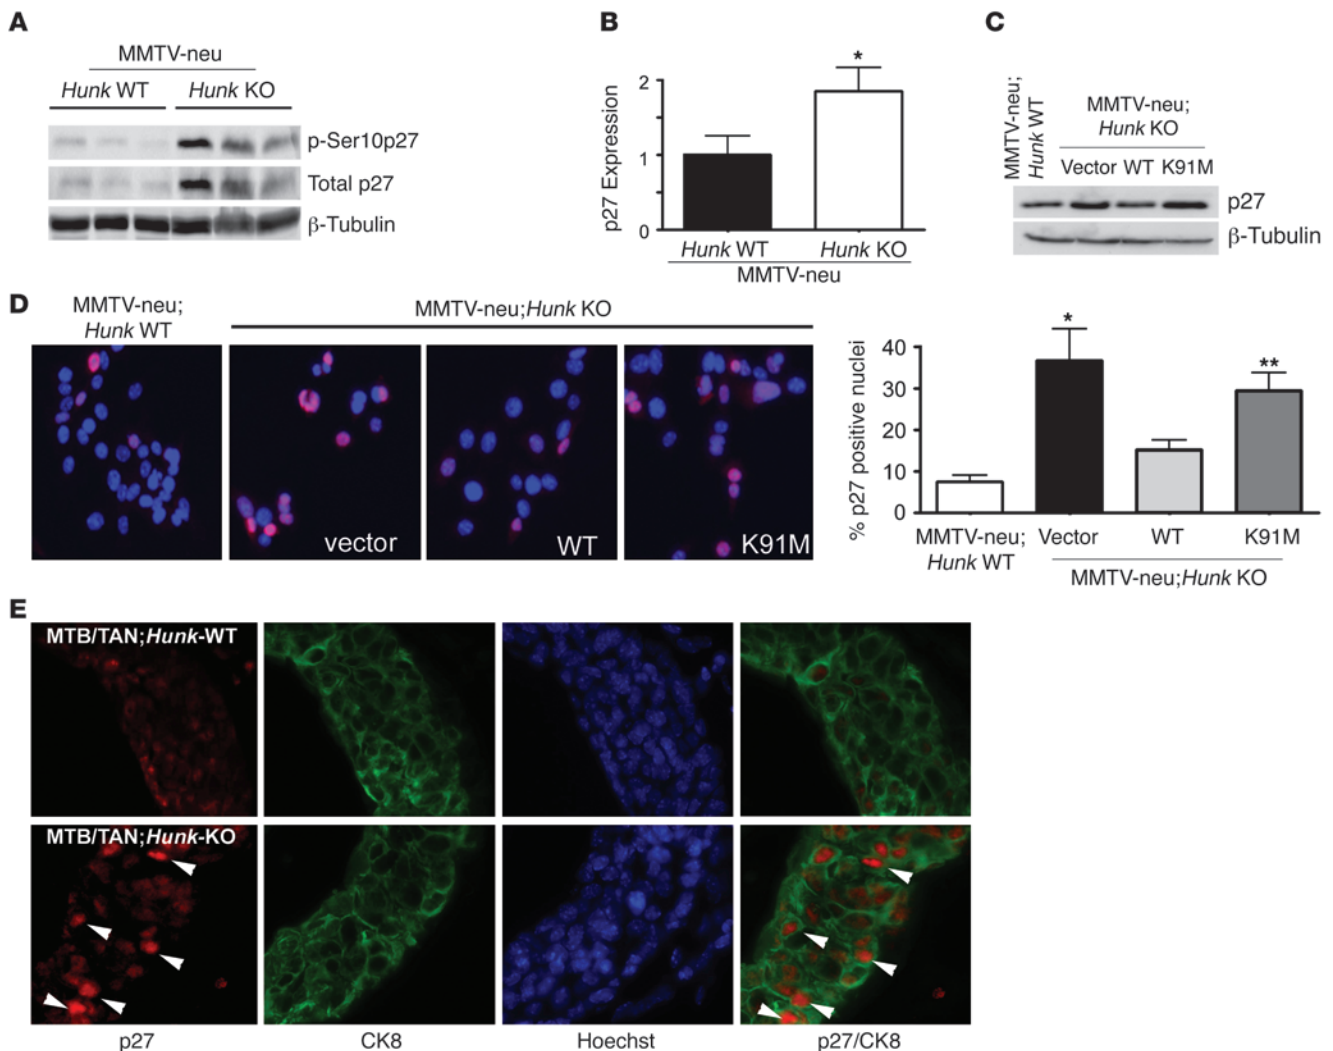 A
MMTV-neu
Hunk WT
Hunk KO
p-Ser10p27
Total p27
β-Tubulin
B
*
2
1
0
p27 Expression
Hunk WT
Hunk KO
MMTV-neu
C
MMTV-neu;
Hunk WT
MMTV-neu;
Hunk KO
Vector WT K91M
p27
β-Tubulin
D
MMTV-neu;
Hunk WT
MMTV-neu;Hunk KO
vector
WT
K91M
% p27 positive nuclei
40
30
20
10
0
*
**
MMTV-neu;
Hunk WT
Vector
WT
K91M
MMTV-neu;Hunk KO
E
MTB/TAN;Hunk-WT
MTB/TAN;Hunk-KO
p27
CK8
Hoechst
p27/CK8